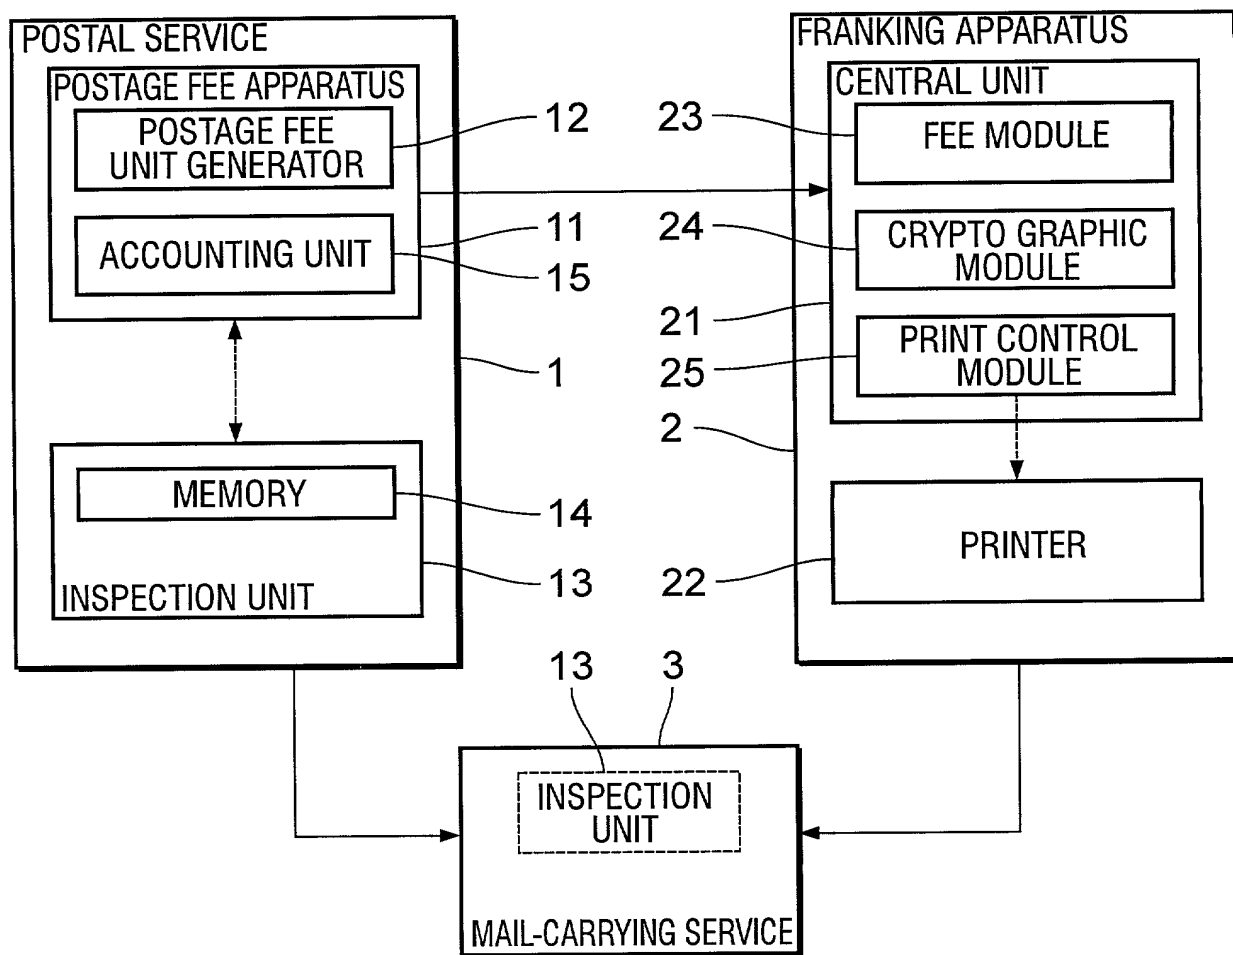 POSTAL SERVICE
POSTAGE FEE APPARATUS
POSTAGE FEE
UNIT GENERATOR
12
ACCOUNTING UNIT
11
15
1
MEMORY
14
13
INSPECTION UNIT
FRANKING APPARATUS
CENTRAL UNIT
23
FEE MODULE
24
CRYPTO GRAPHIC
MODULE
21
PRINT CONTROL
MODULE
25
2
PRINTER
22
13
3
INSPECTION
UNIT
MAIL-CARRYING SERVICE